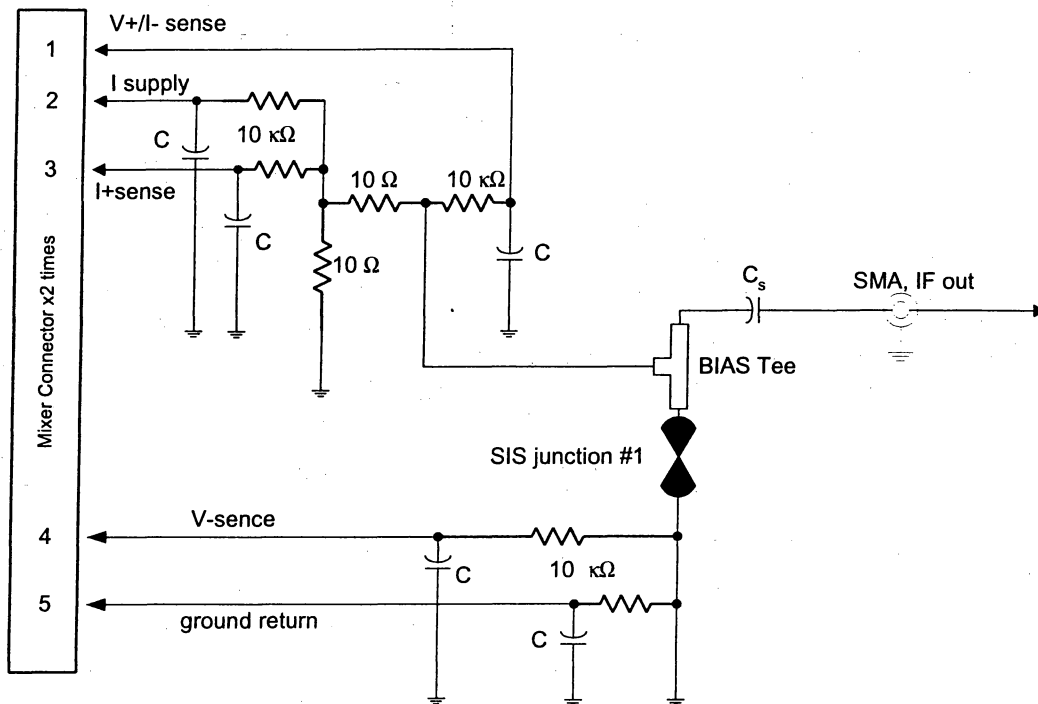 V+/I- sense
1
I supply
2
10 κΩ
C
3
I+sense
10 Ω
10 κΩ
C
10 Ω
C
Cs
SMA, IF out
BIAS Tee
Mixer Connector x2 times
SIS junction #1
V-sence
4
10 κΩ
C
5
ground return
C